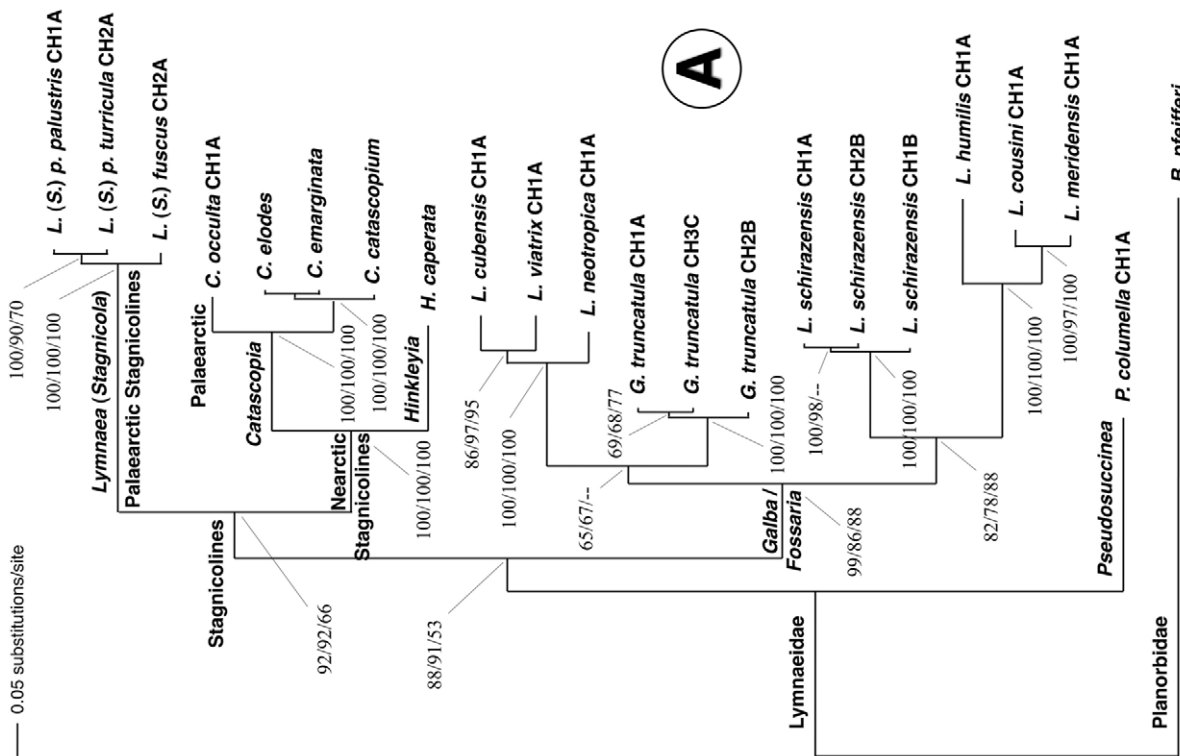 0.05 substitutions/site
100/90/70
100/100/100
Lymnaea (Stagnicola)
Palaearctic Stagnicolines
L. (S.) p. palustris CH1A
L. (S.) p. turricula CH2A
L. (S.) fuscus CH2A
Palaearctic
C. occulta CH1A
Catascopia
C. elodes
C. emarginata
C. catascopium
100/100/100
100/100/100
Hinkleyia
H. caperata
Nearctic
Stagnicolines
100/100/100
Stagnicolines
92/92/66
88/91/53
86/97/95
100/100/100
L. cubensis CH1A
L. viatrix CH1A
L. neotropica CH1A
65/67/--
69/68/77
G. truncatula CH1A
G. truncatula CH3C
G. truncatula CH2B
100/100/100
Galba /
Fossaria
99/86/88
100/98/--
L. schirazensis CH1A
L. schirazensis CH2B
L. schirazensis CH1B
100/100/100
82/78/88
L. humilis CH1A
L. cousini CH1A
L. meridensis CH1A
100/100/100
100/97/100
Pseudosuccinea
P. columella CH1A
Lymnaeidae
Planorbidae
B. pfeifferi
A